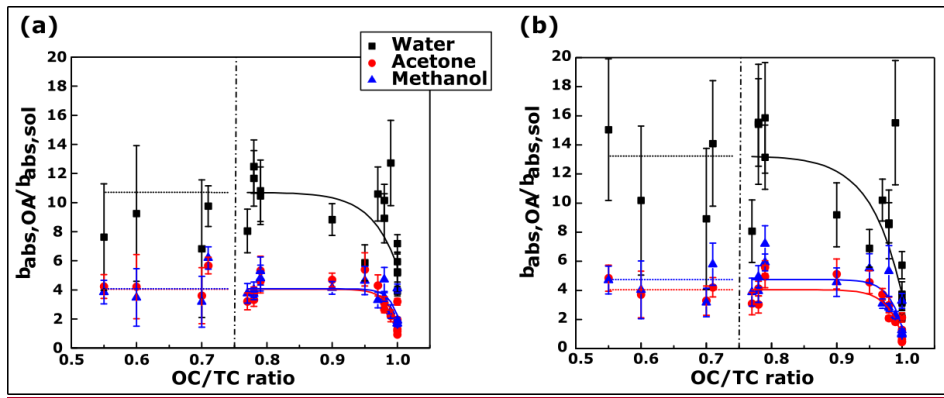 (a)
(b)
Water
Acetone
Methanol
b_abs,OA/b_abs,sol
20
18
16
14
12
10
8
6
4
2
0
0.5 0.6 0.7 0.8 0.9 1.0
OC/TC ratio
b_abs,OA/b_abs,sol
20
18
16
14
12
10
8
6
4
2
0
0.5 0.6 0.7 0.8 0.9 1.0
OC/TC ratio